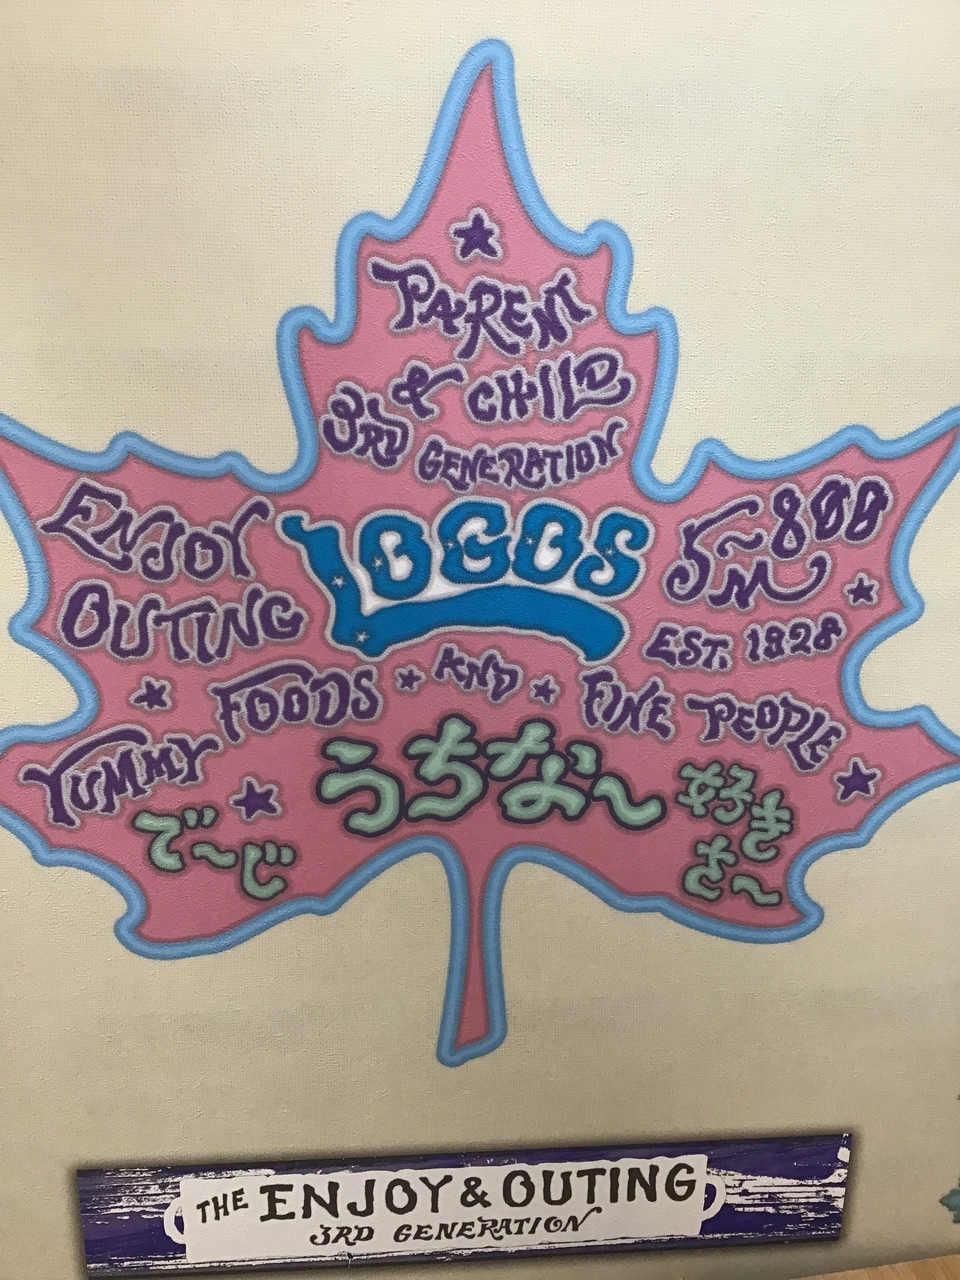 PARENT
& CHILD
3RD GENERATION
ENJOY
OUTING
LOGOS
5~800
M
EST. 1928
YUMMY FOODS AND FINE PEOPLE
うちな〜
で〜じ
好き
さ〜
THE ENJOY & OUTING
3RD GENERATION